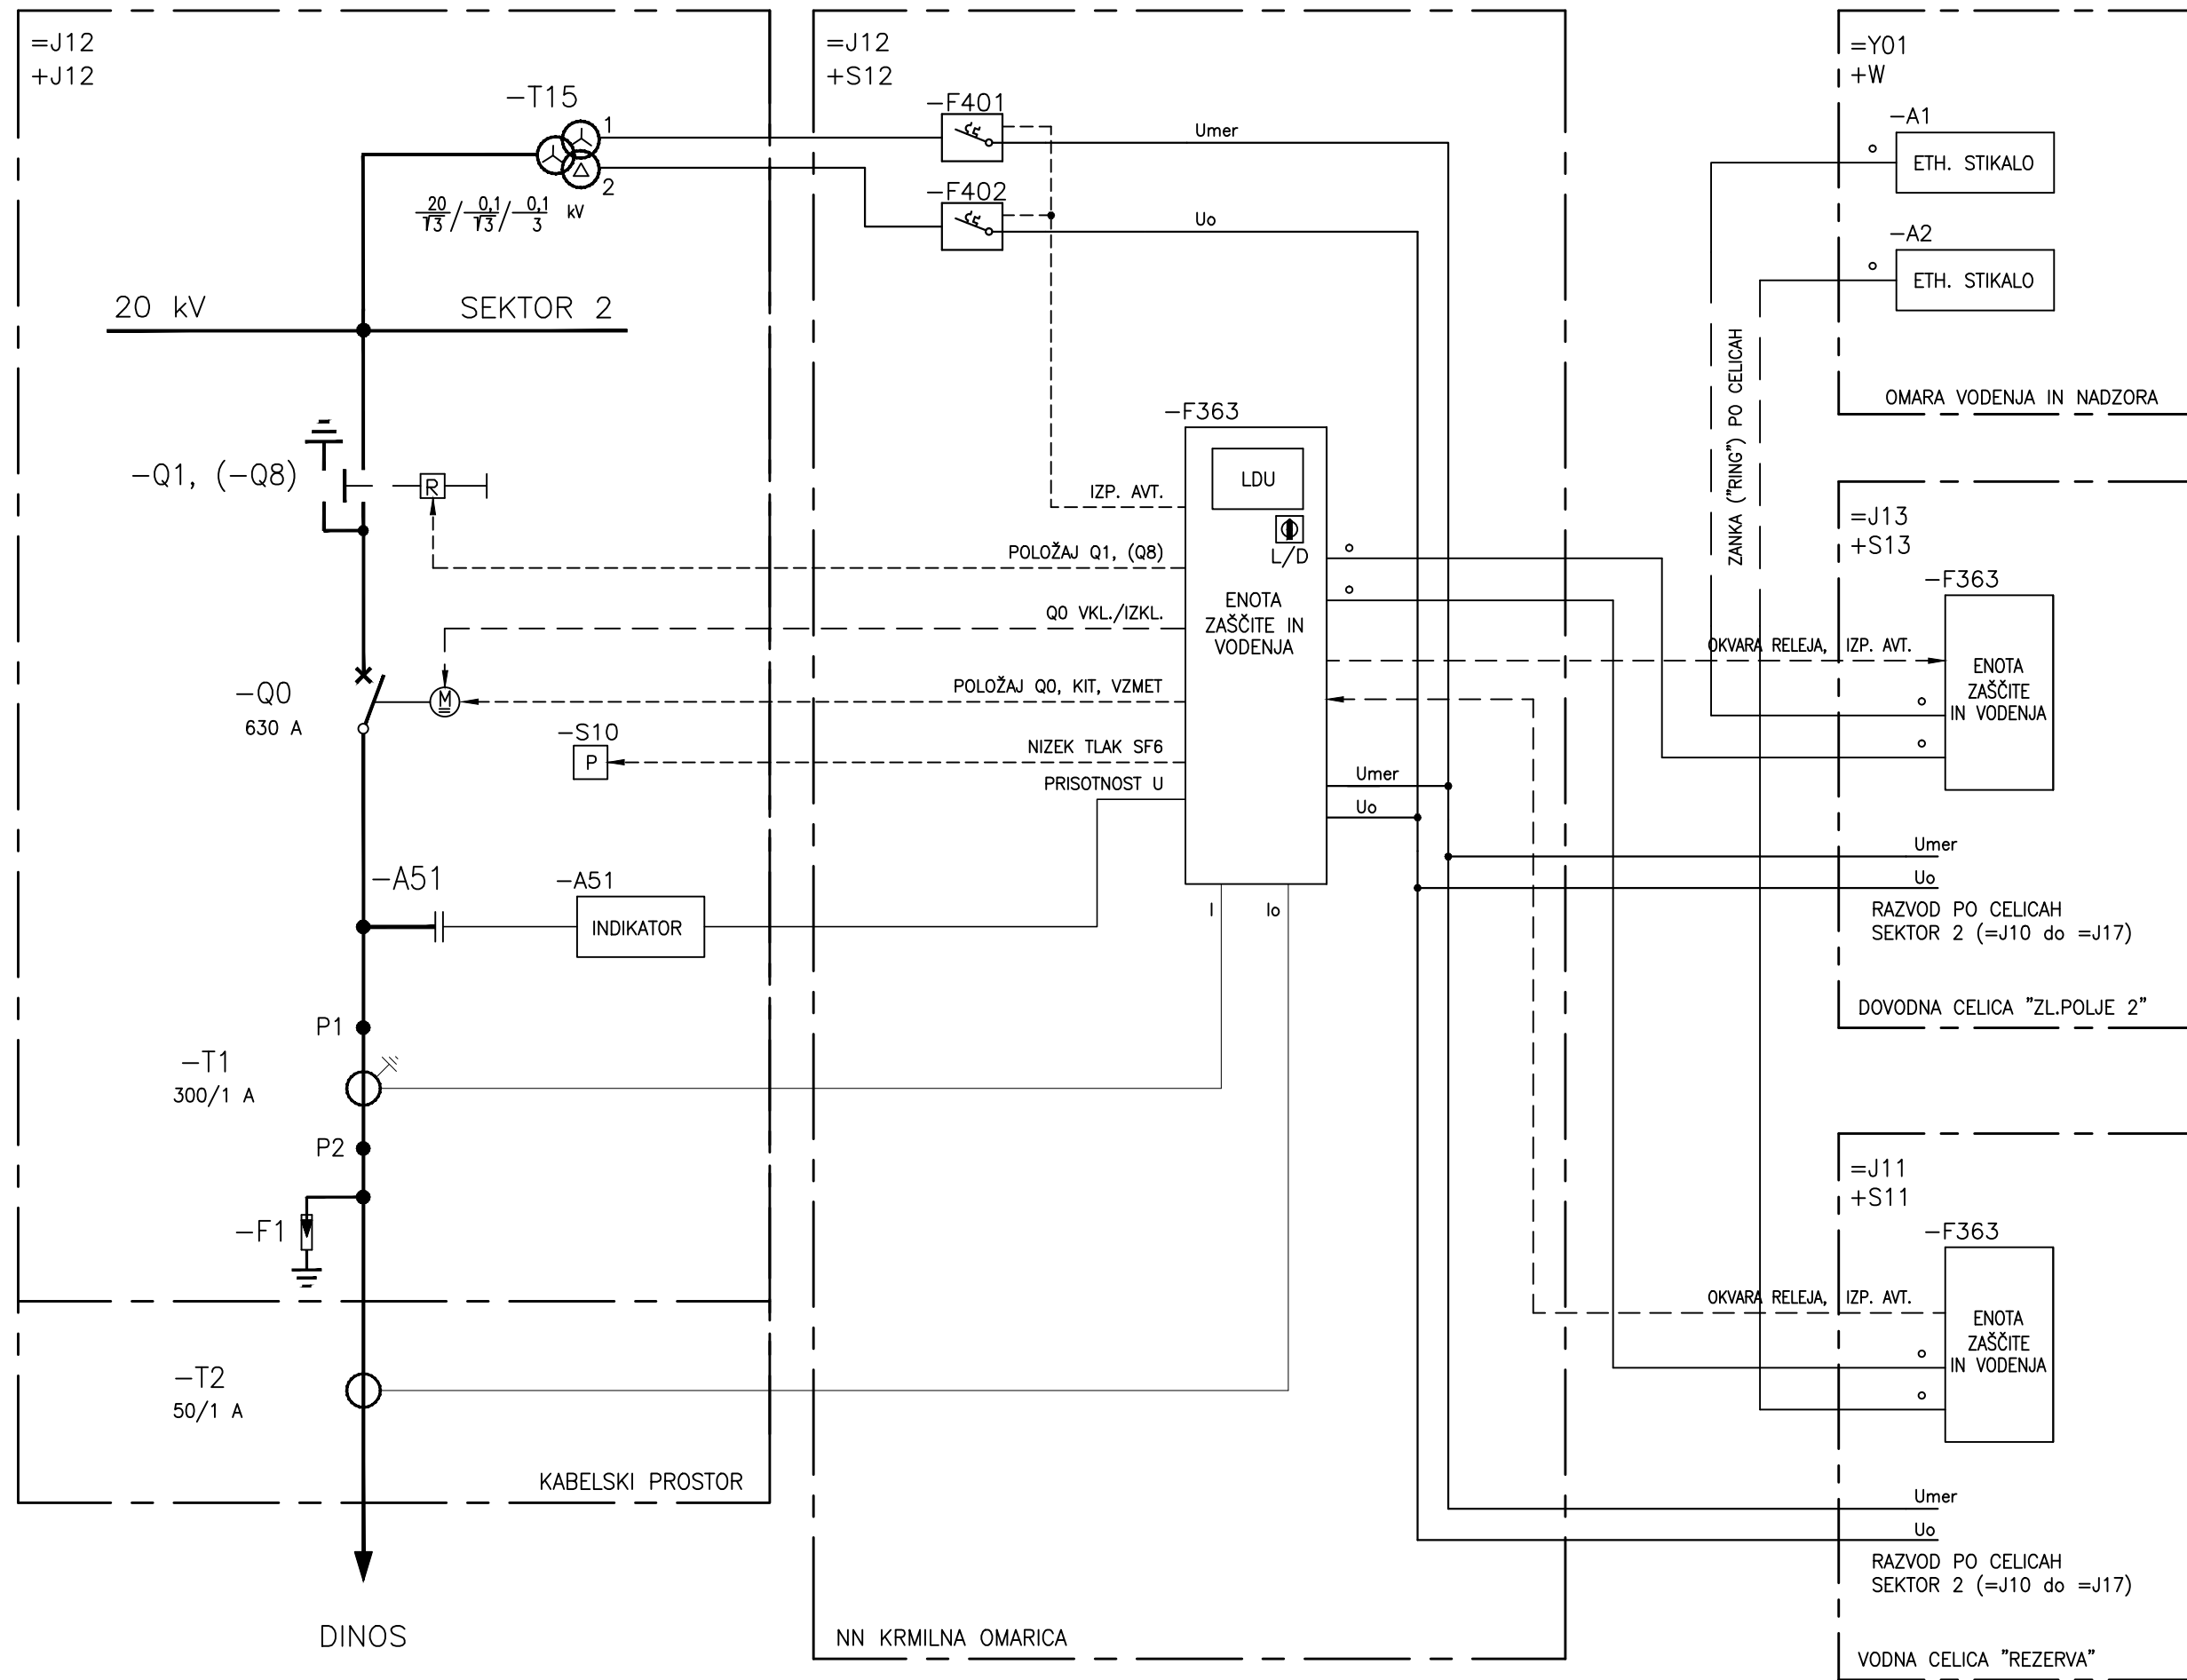 =J12
+J12
-T15
1
2
20/√3 / 0,1/√3 / 0,1/3 kV
20 kV
SEKTOR 2
-Q1, (-Q8)
R
-Q0
630 A
M
-S10
P
-A51
-A51
INDIKATOR
P1
-T1
300/1 A
P2
-F1
-T2
50/1 A
KABELSKI PROSTOR
DINOS
=J12
+S12
-F401
Umer
-F402
Uo
-F363
LDU
L/D
ENOTA
ZAŠČITE IN
VODENJA
IZP. AVT.
POLOŽAJ Q1, (Q8)
Q0 VKL./IZKL.
POLOŽAJ Q0, KIT, VZMET
NIZEK TLAK SF6
PRISOTNOST U
Umer
Uo
I
Io
NN KRMILNA OMARICA
ZANKA ("RING") PO CELICAH
=Y01
+W
-A1
ETH. STIKALO
-A2
ETH. STIKALO
OMARA VODENJA IN NADZORA
=J13
+S13
-F363
OKVARA RELEJA, IZP. AVT.
ENOTA
ZAŠČITE
IN VODENJA
Umer
Uo
RAZVOD PO CELICAH
SEKTOR 2 (=J10 do =J17)
DOVODNA CELICA "ZL.POLJE 2"
=J11
+S11
-F363
OKVARA RELEJA, IZP. AVT.
ENOTA
ZAŠČITE
IN VODENJA
Umer
Uo
RAZVOD PO CELICAH
SEKTOR 2 (=J10 do =J17)
VODNA CELICA "REZERVA"